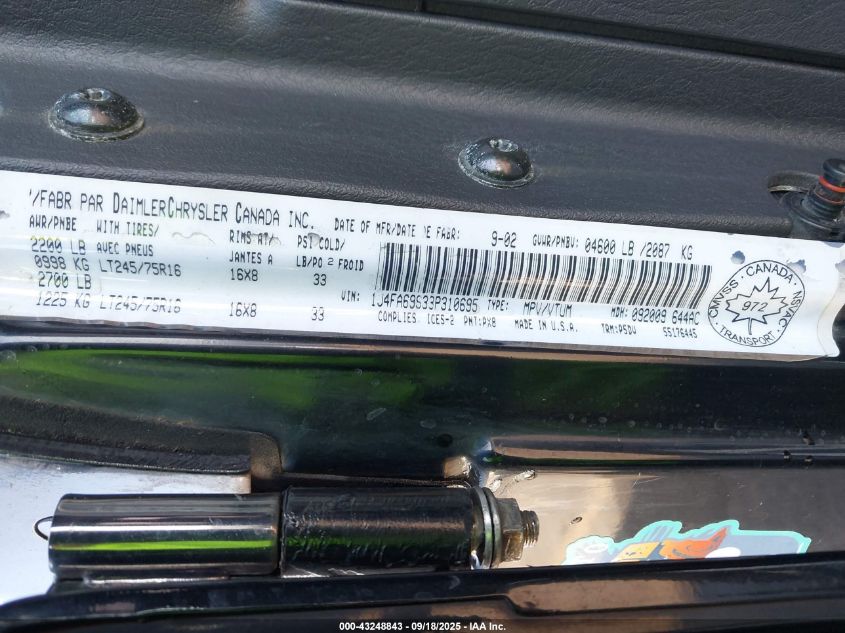 /FABR PAR DAIMLERCHRYSLER CANADA INC. DATE OF MFR/DATE 'E FABR: 9-02 GVWR/PNBV: 04600 LB /2087 KG
AWR/PNBE WITH TIRES/ RIMS AT/ PSI COLD/
2200 LB AVEC PNEUS JANTES A LB/PO 2 FROID
0998 KG LT245/75R16 16X8 33
2700 LB
1225 KG LT245/75R16 16X8 33
VIN: 1J4FA69S33P310695 TYPE: MPV/VTUM MDH: 092009 644AC
COMPLIES ICES-2 PNT:PX8 MADE IN U.S.A. TRM:P5DV 55176445
CMVSS CANADA NSVAC
972
TRANSPORT
000-43248843 - 09/18/2025 - IAA Inc.